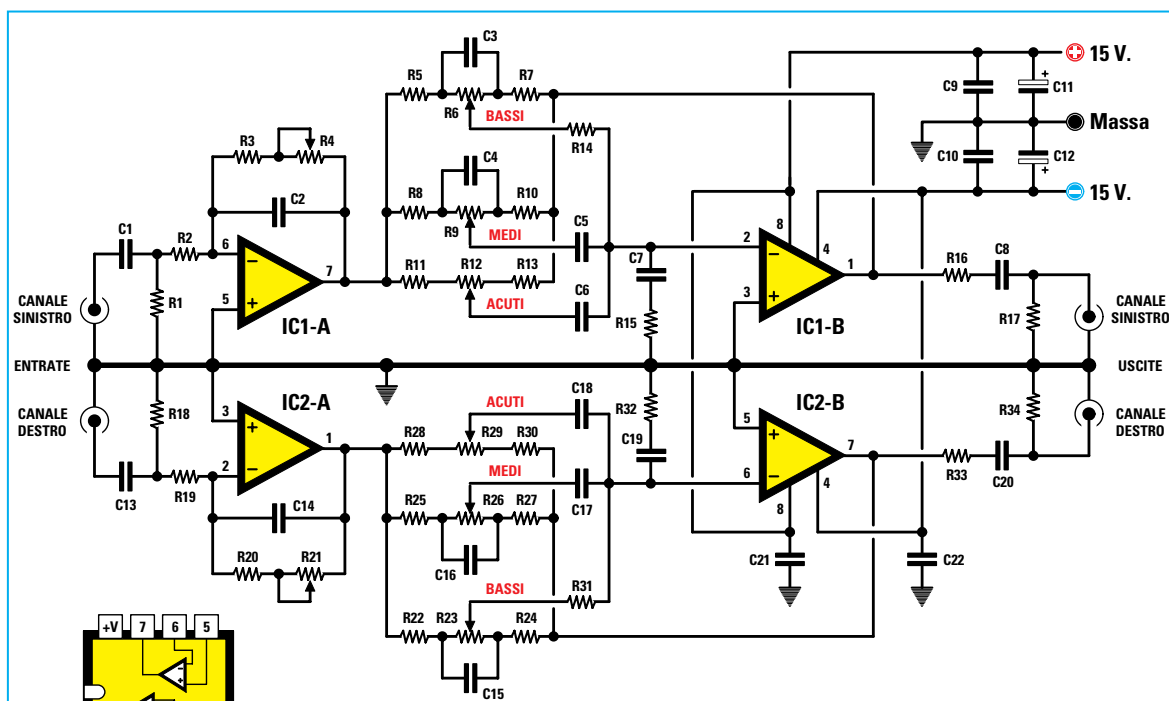 C3
R5
R7
R6
BASSI
R14
+
15 V.
C9
+
C11
Massa
C10
C12
+
15 V.
R3
R4
C2
C4
R8
R10
R9
MEDI
C5
C1
R2
6
7
5
R1
IC1-A
R11
R12
R13
ACUTI
C6
C7
R15
2
8
4
1
3
IC1-B
R16
C8
R17
CANALE
SINISTRO
CANALE
SINISTRO
ENTRATE
USCITE
CANALE
DESTRO
CANALE
DESTRO
R18
C13
R19
IC2-A
3
1
2
C14
R20
R21
ACUTI
C18
R28
R29
R30
MEDI
C17
R25
R26
R27
C16
BASSI
R31
R22
R23
R24
C15
R32
C19
IC2-B
5
7
6
4
8
R33
C20
R34
C21
C22
+V
7
6
5